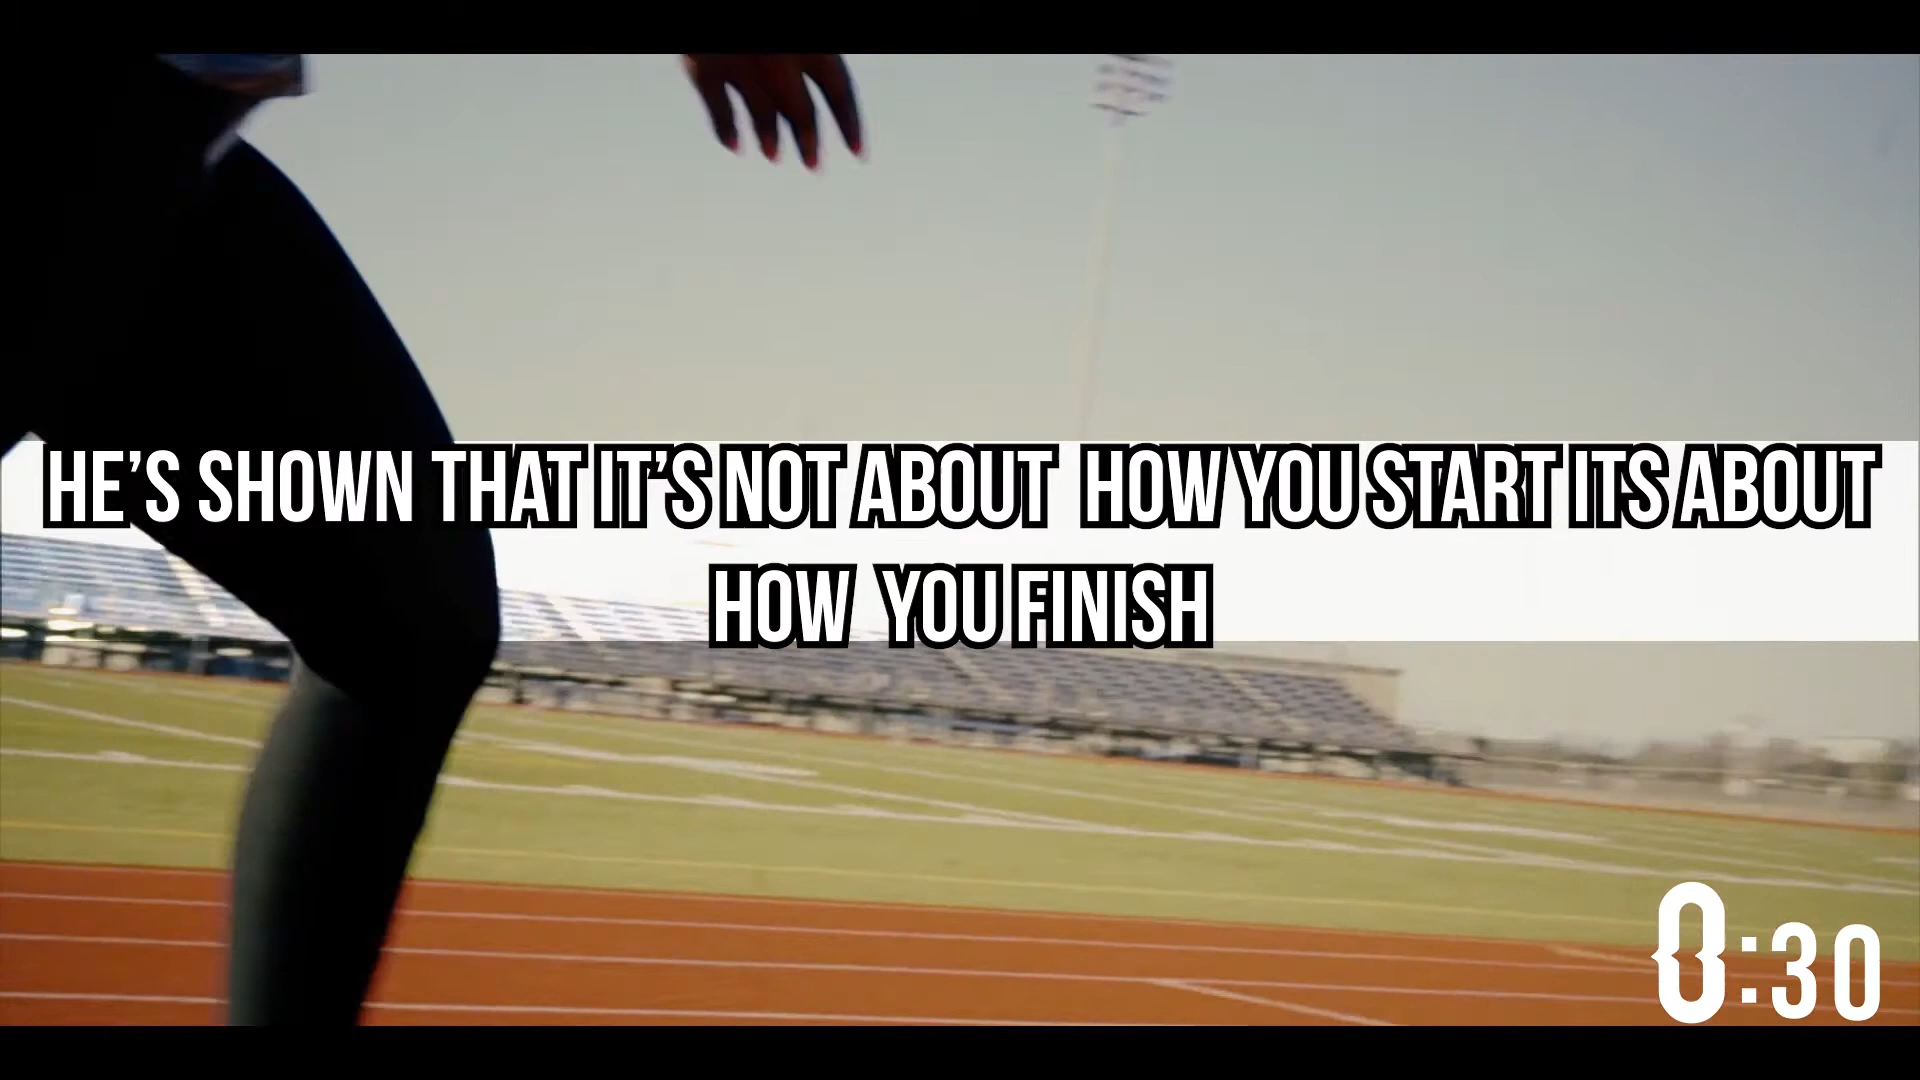 HE'S SHOWN THAT IT'S NOT ABOUT HOW YOU START ITS ABOUT
HOW YOU FINISH
0:30